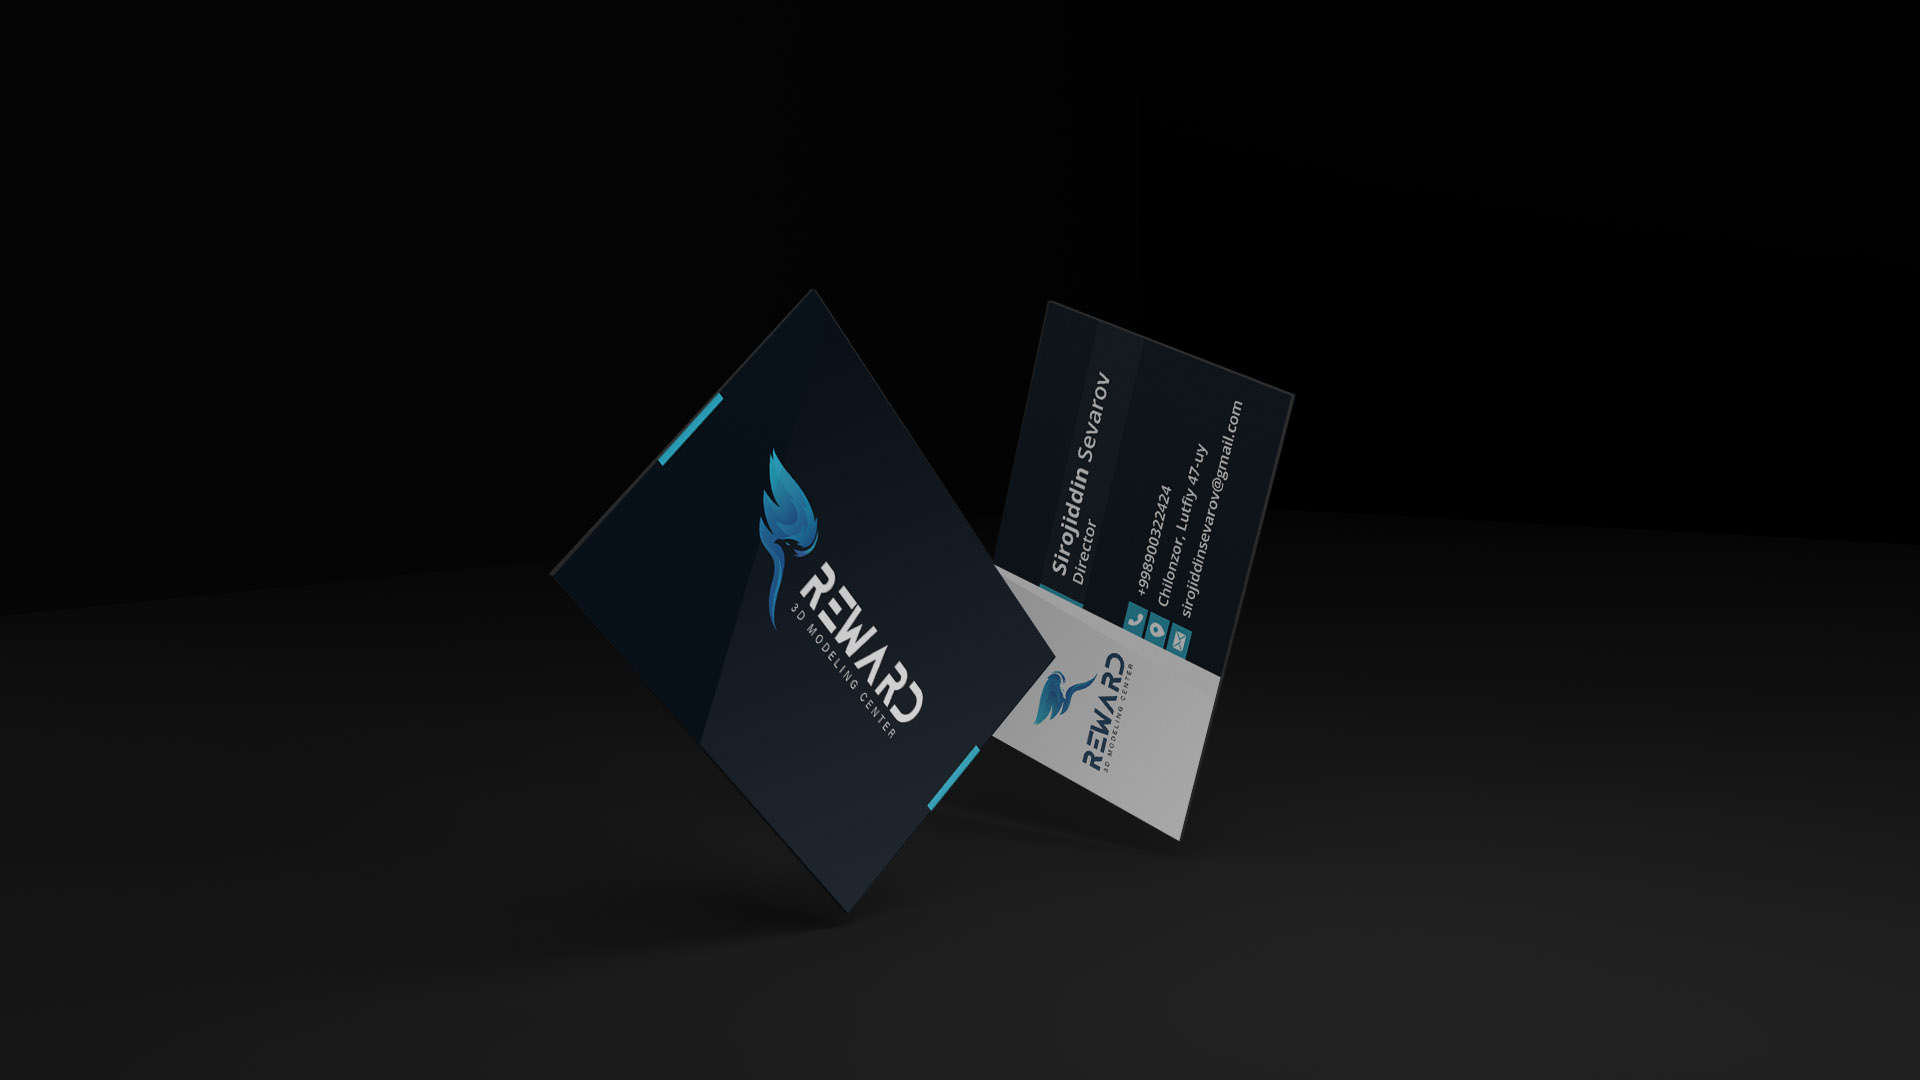 REWARD
3D MODELING CENTER
Sirojiddin Sevarov
Director
+998900322424
Chilonzor, Lutfiy 47-uy
sirojiddinsevarov@gmail.com
REWARD
3D MODELING CENTER